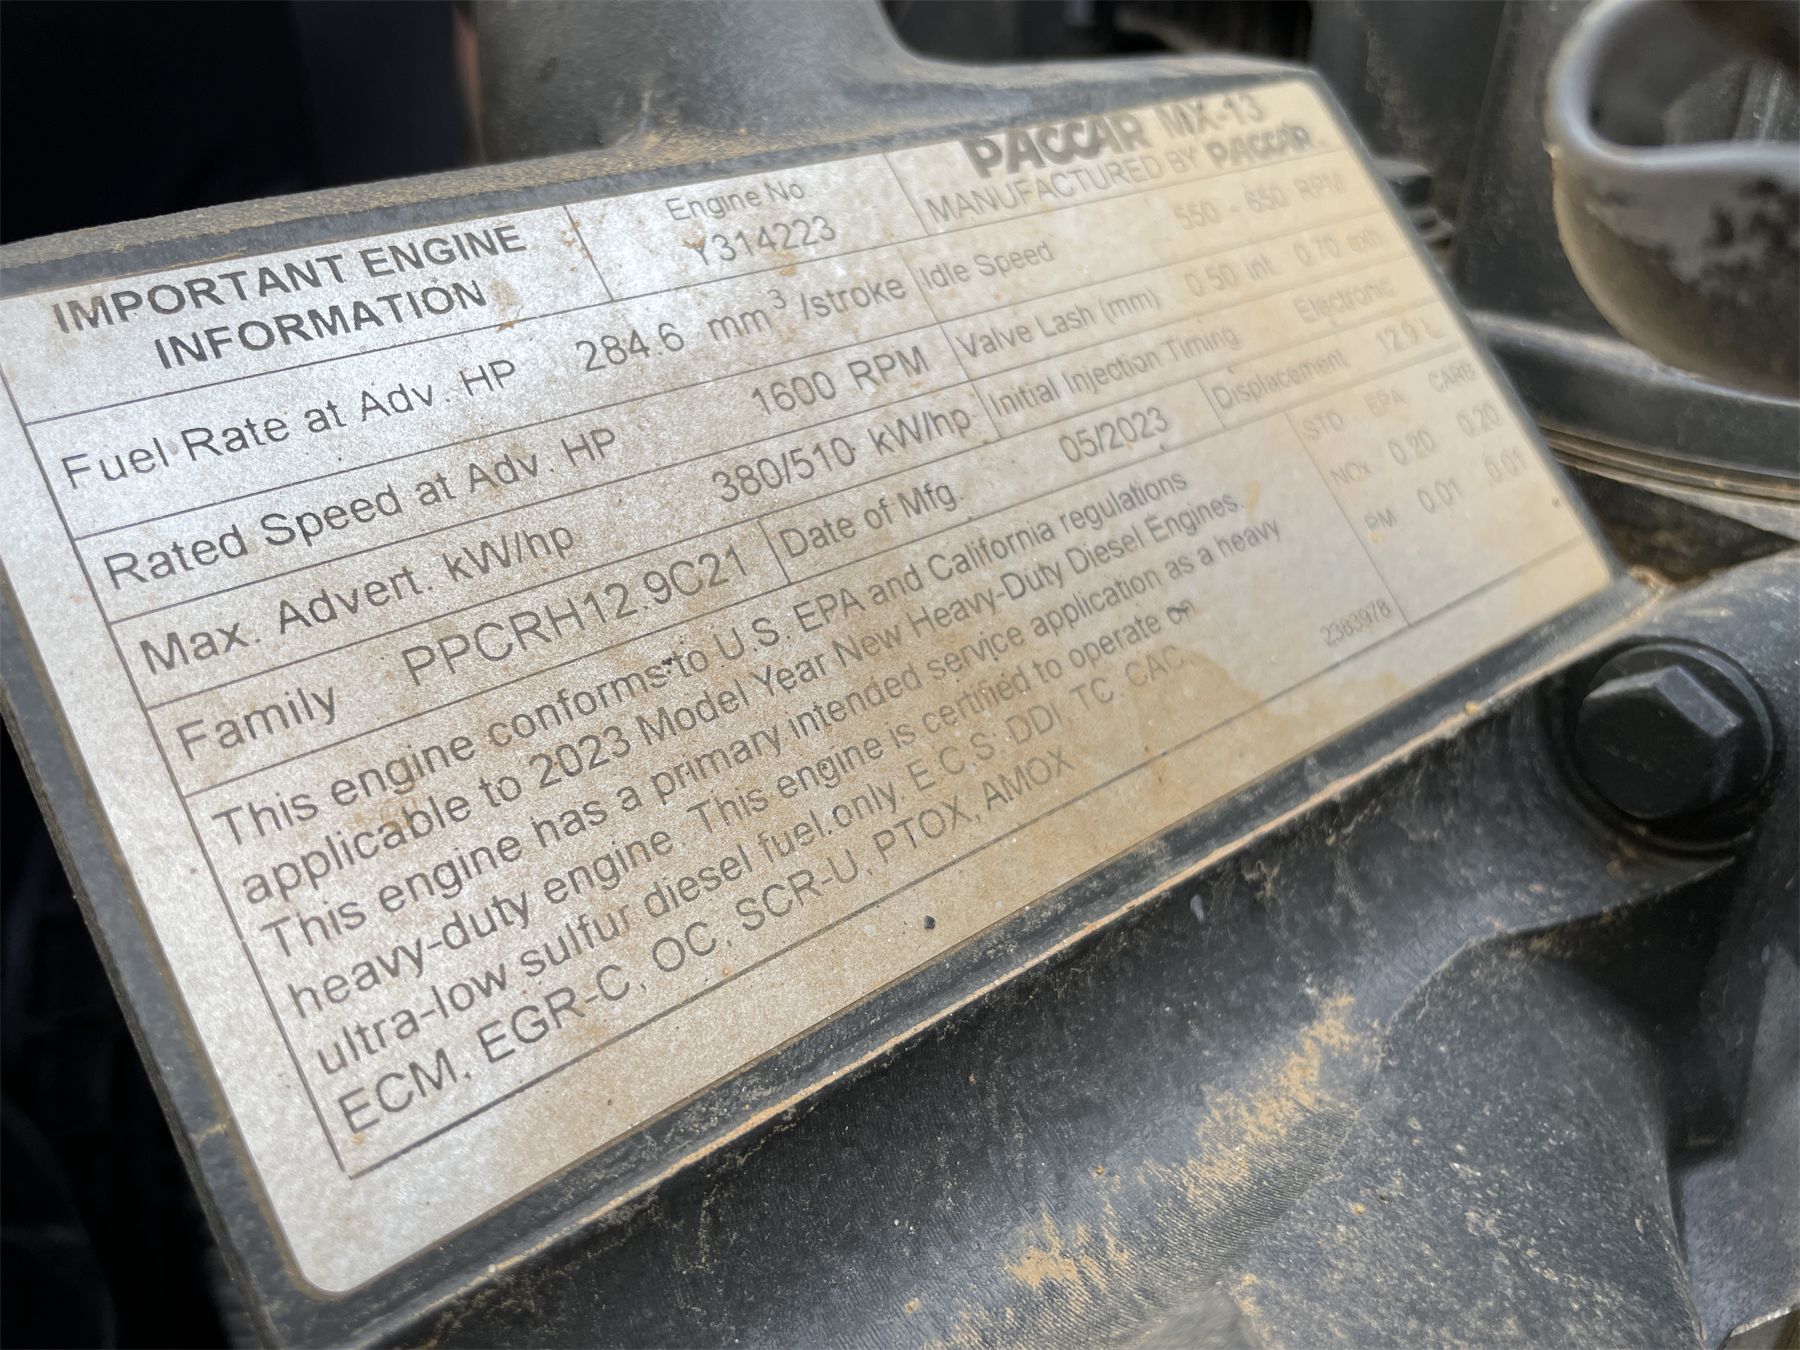 IMPORTANT ENGINE
INFORMATION
Engine No
Y314223
PACCAR MX-13
MANUFACTURED BY PACCAR
Fuel Rate at Adv. HP 284.6 mm³/stroke
Idle Speed 550 - 650 RPM
Rated Speed at Adv. HP 1600 RPM
Valve Lash (mm) 0.50 int. 0.70 exh
Max. Advert. kW/hp 380/510 kW/hp
Initial Injection Timing Electronic
Family PPCRH12.9C21
Date of Mfg. 05/2023
Displacement 12.9 L
This engine conforms to U.S. EPA and California regulations
applicable to 2023 Model Year New Heavy-Duty Diesel Engines.
This engine has a primary intended service application as a heavy
heavy-duty engine. This engine is certified to operate on
ultra-low sulfur diesel fuel only. E.C.S: DDI, TC, CAC,
ECM, EGR-C, OC, SCR-U, PTOX, AMOX
STD EPA CARB
NOx 0.20 0.20
PM 0.01 0.01
2383978